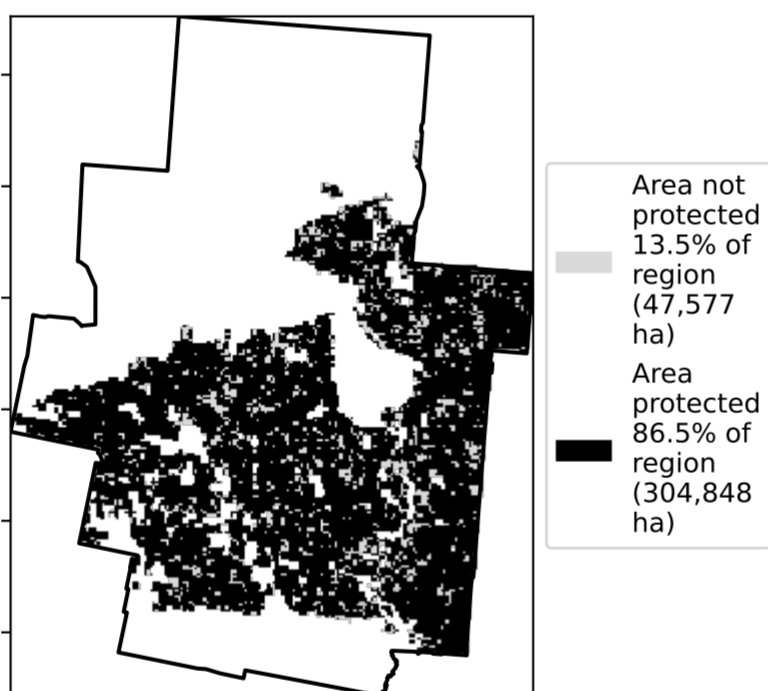 Area not
protected
13.5% of
region
(47,577
ha)
Area
protected
86.5% of
region
(304,848
ha)